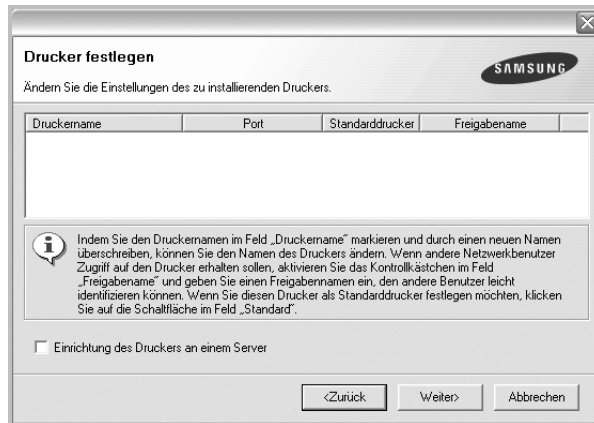 Drucker festlegen
SAMSUNG
Ändern Sie die Einstellungen des zu installierenden Druckers.
Druckername Port Standarddrucker Freigabename
Indem Sie den Druckernamen im Feld „Druckername" markieren und durch einen neuen Namen
überschreiben, können Sie den Namen des Druckers ändern. Wenn andere Netzwerkbenutzer
Zugriff auf den Drucker erhalten sollen, aktivieren Sie das Kontrollkästchen im Feld
„Freigabename" und geben Sie einen Freigabennamen ein, den andere Benutzer leicht
identifizieren können. Wenn Sie diesen Drucker als Standarddrucker festlegen möchten, klicken
Sie auf die Schaltfläche im Feld „Standard".
Einrichtung des Druckers an einem Server
<Zurück Weiter> Abbrechen